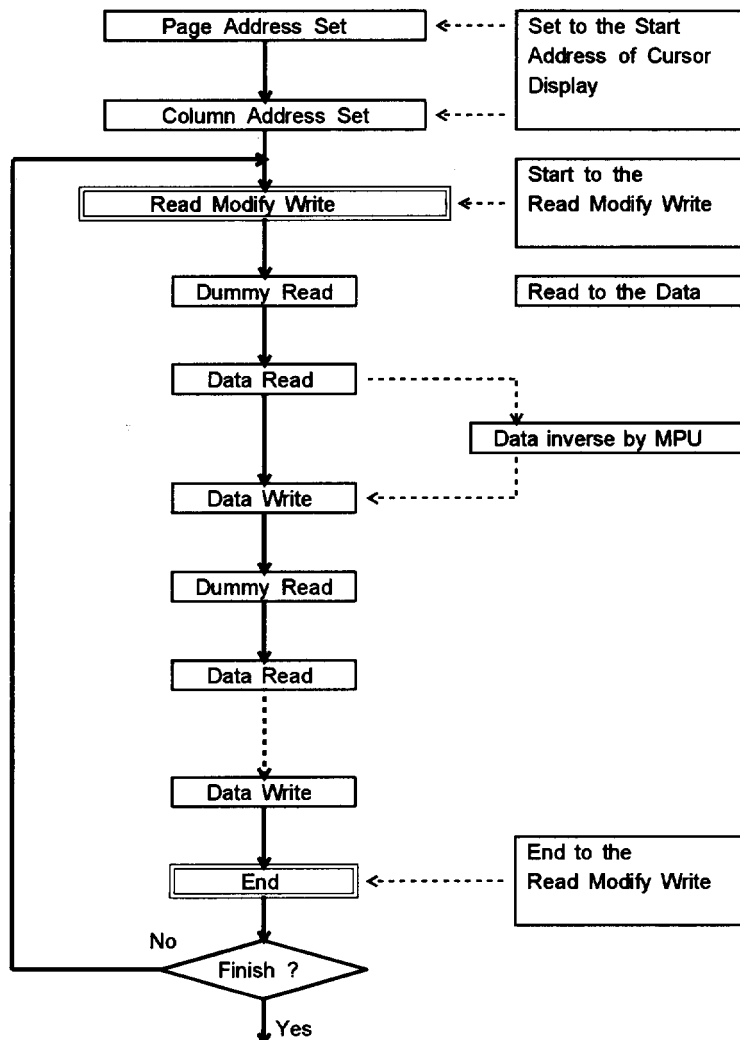 Page Address Set
Set to the Start
Address of Cursor
Display
Column Address Set
Start to the
Read Modify Write
Read Modify Write
Dummy Read
Read to the Data
Data Read
Data inverse by MPU
Data Write
Dummy Read
Data Read
Data Write
End to the
Read Modify Write
End
No
Finish ?
Yes